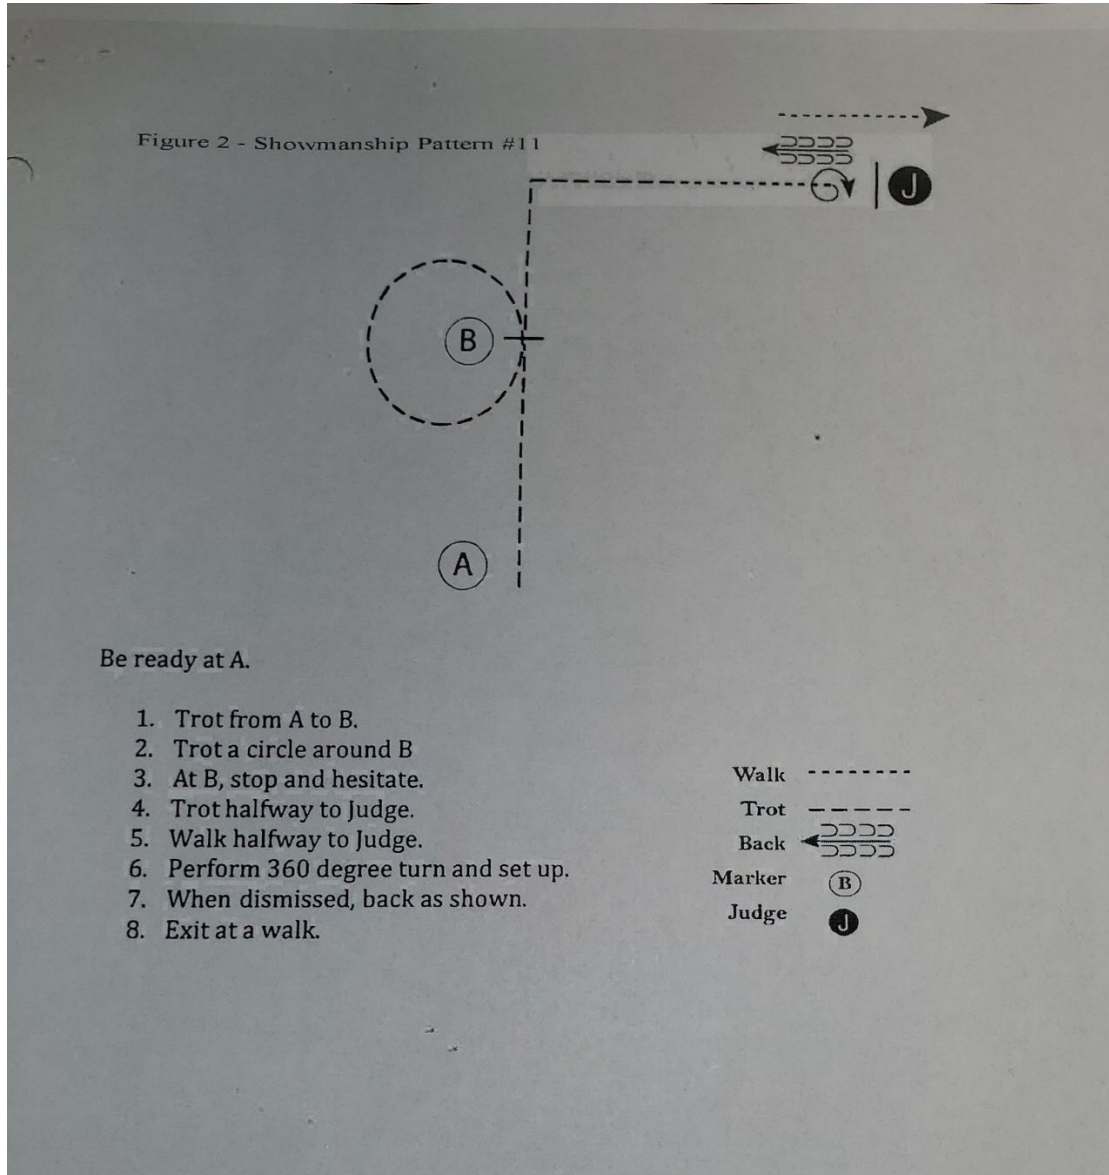 Figure 2 - Showmanship Pattern #11
J
B
A
Be ready at A.
1. Trot from A to B.
2. Trot a circle around B
3. At B, stop and hesitate.
4. Trot halfway to Judge.
5. Walk halfway to Judge.
6. Perform 360 degree turn and set up.
7. When dismissed, back as shown.
8. Exit at a walk.
Walk
Trot
Back
Marker B
Judge J